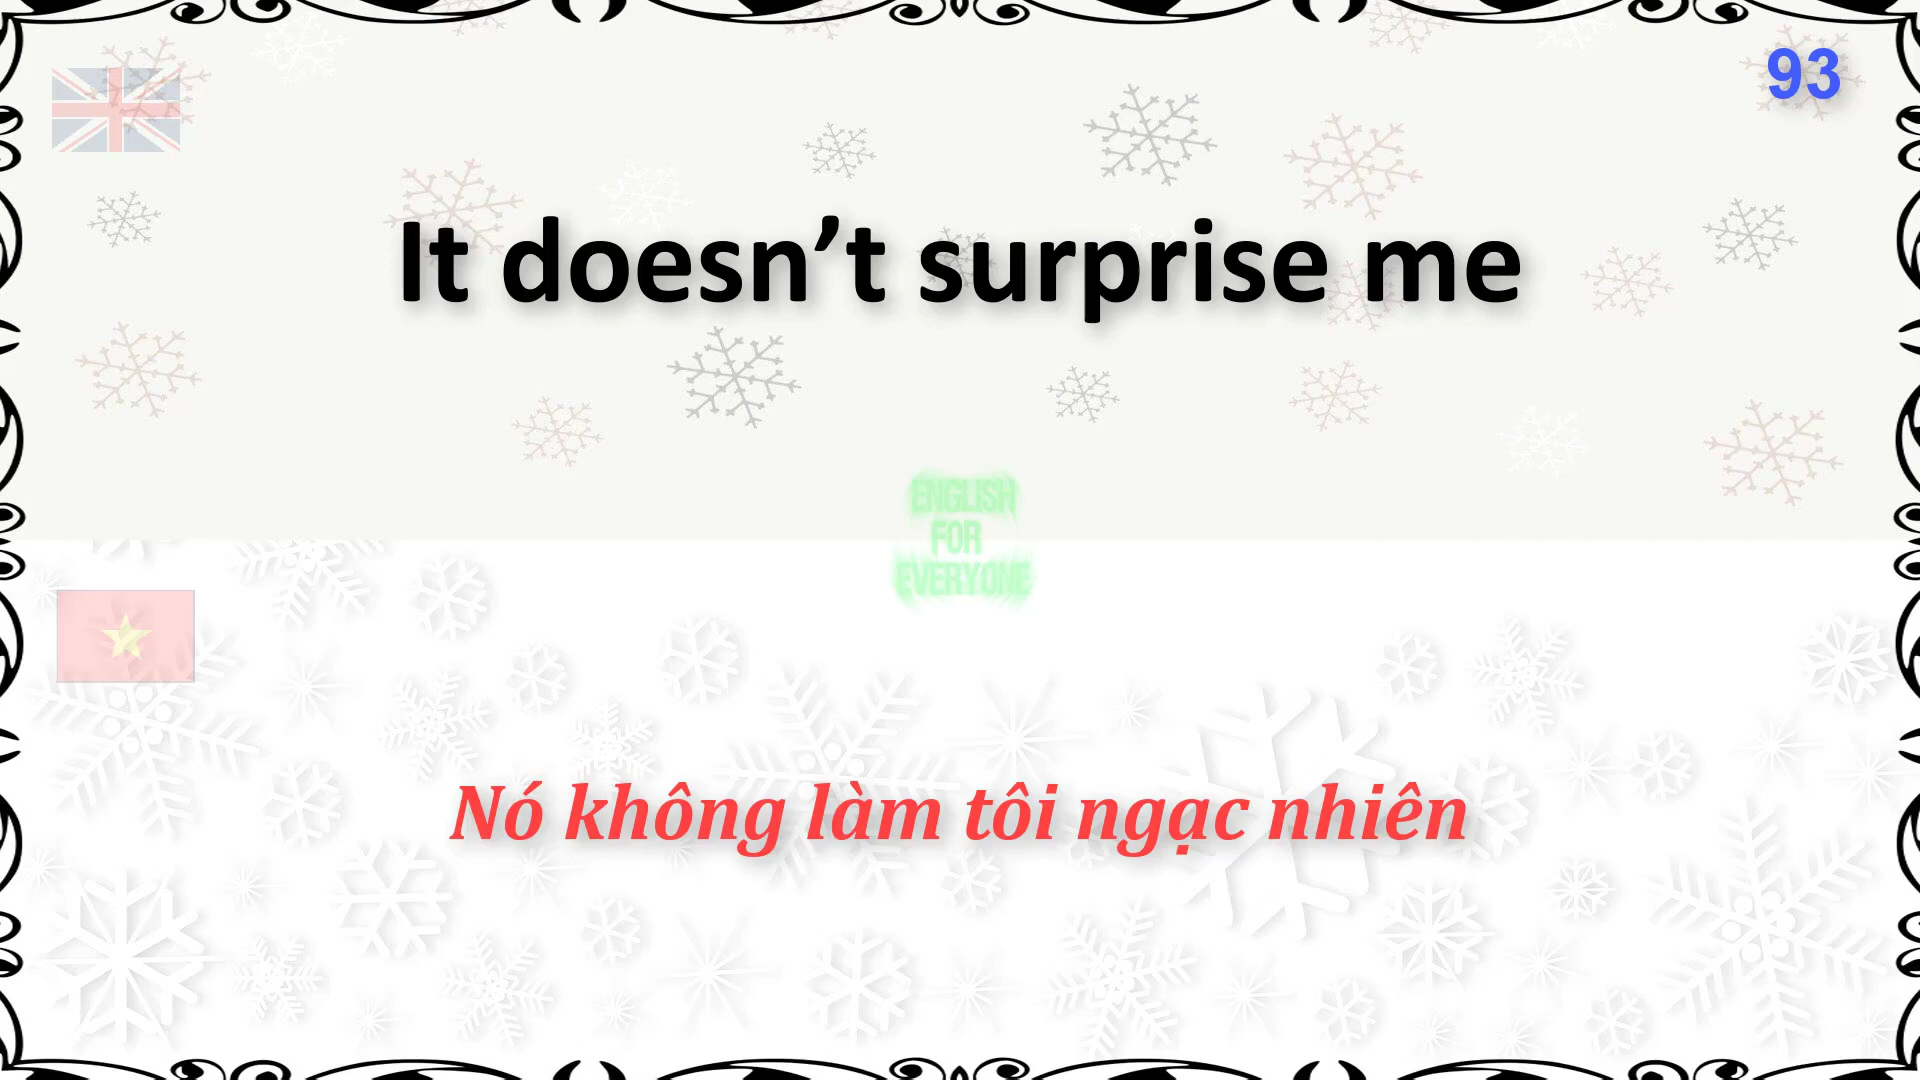 93
It doesn’t surprise me
ENGLISH
FOR
EVERYONE
Nó không làm tôi ngạc nhiên